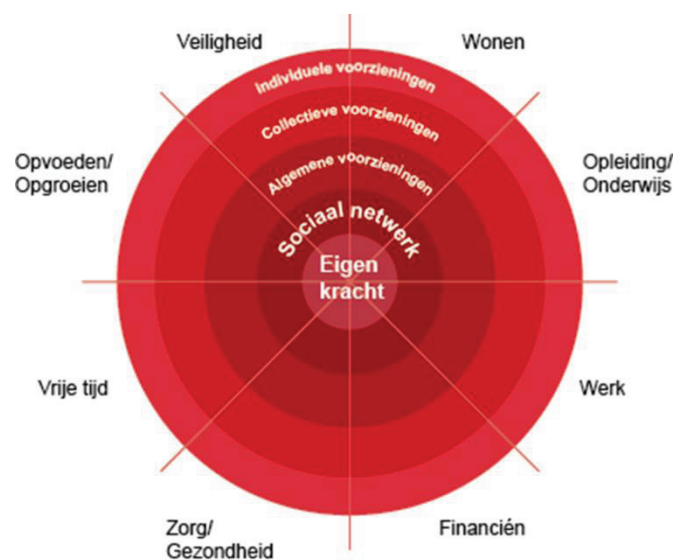 Veiligheid
Wonen
Individuele voorzieningen
Collectieve voorzieningen
Opvoeden/
Opgroeien
Opleiding/
Onderwijs
Algemene voorzieningen
Sociaal netwerk
Eigen
kracht
Vrije tijd
Werk
Zorg/
Gezondheid
Financién